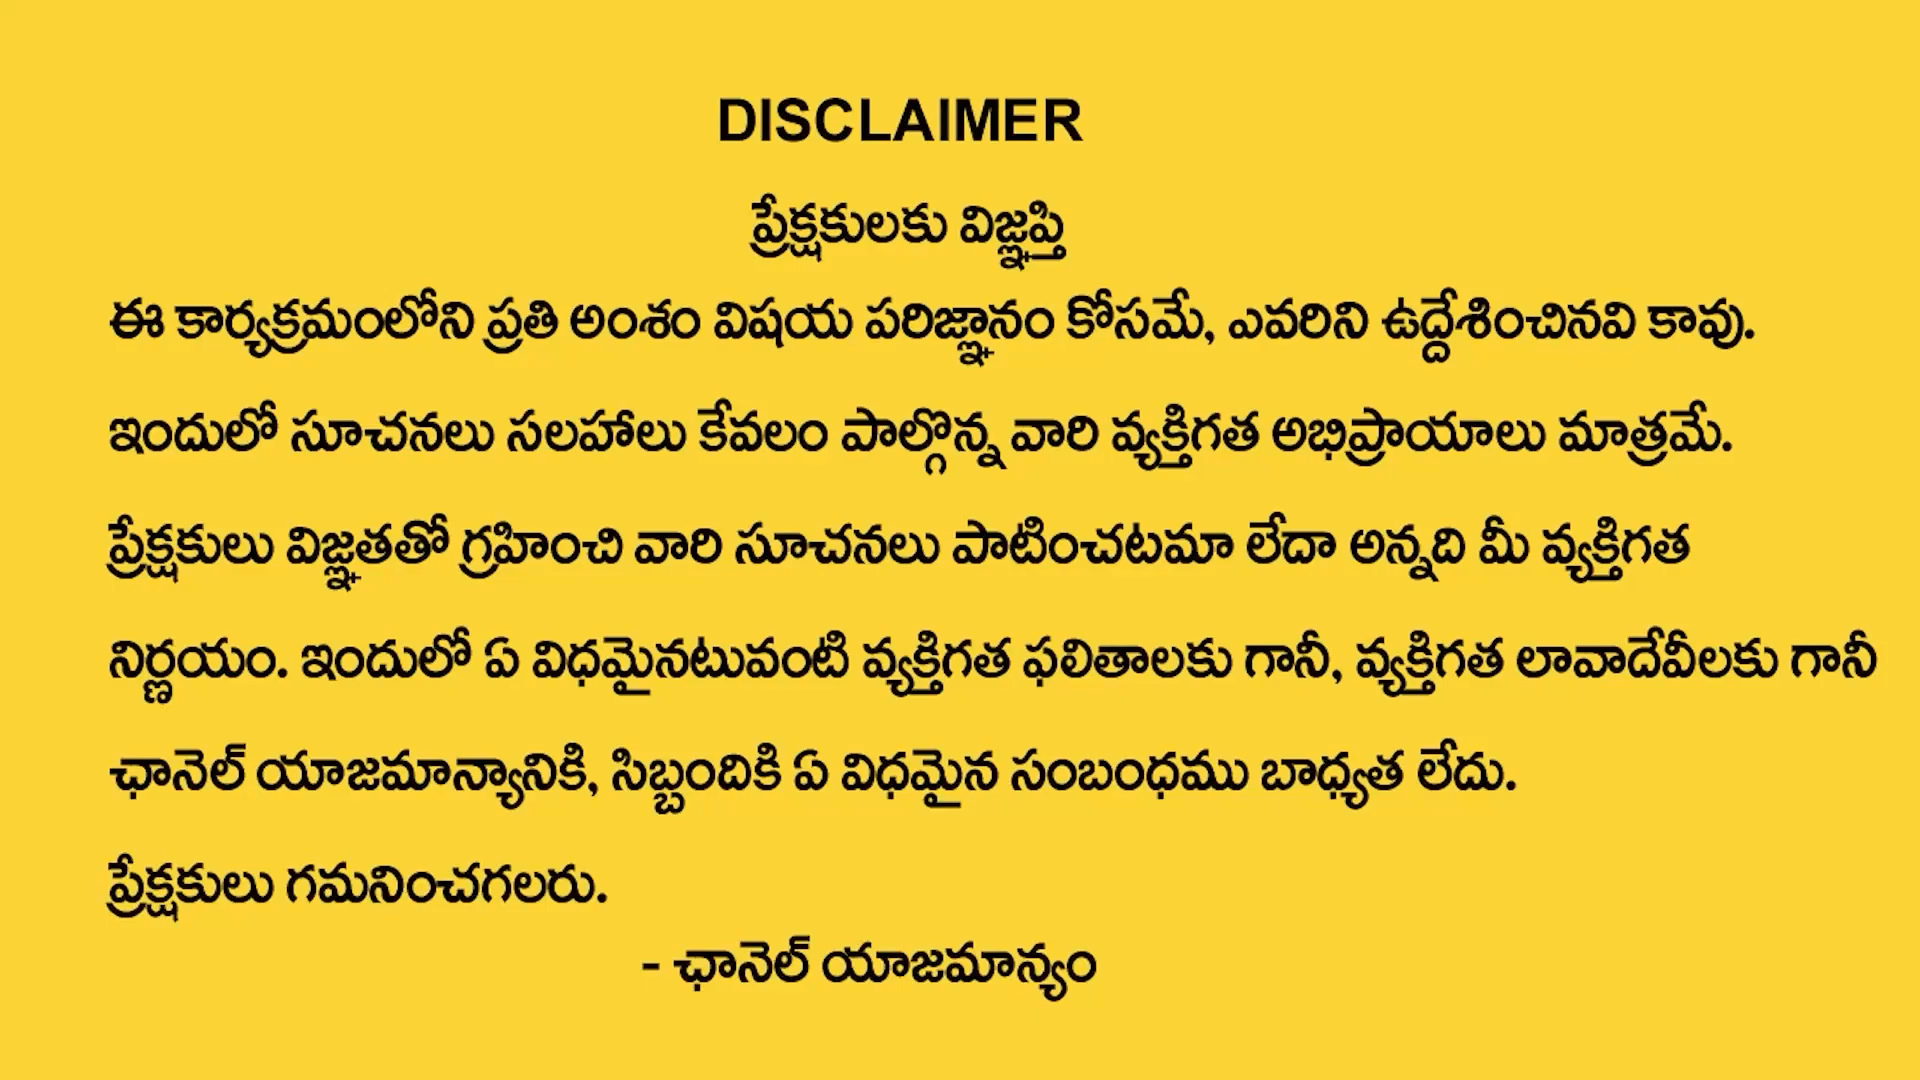 DISCLAIMER
ప్రేక్షకులకు విజ్ఞప్తి
ఈ కార్యక్రమంలోని ప్రతి అంశం విషయ పరిజ్ఞానం కోసమే, ఎవరిని ఉద్దేశించినవి కావు.
ఇందులో సూచనలు సలహాలు కేవలం పాల్గొన్న వారి వ్యక్తిగత అభిప్రాయాలు మాత్రమే.
ప్రేక్షకులు విజ్ఞతతో గ్రహించి వారి సూచనలు పాటించటమా లేదా అన్నది మీ వ్యక్తిగత
నిర్ణయం. ఇందులో ఏ విధమైనటువంటి వ్యక్తిగత ఫలితాలకు గానీ, వ్యక్తిగత లావాదేవీలకు గానీ
ఛానెల్ యాజమాన్యానికి, సిబ్బందికి ఏ విధమైన సంబంధము బాధ్యత లేదు.
ప్రేక్షకులు గమనించగలరు.
- ఛానెల్ యాజమాన్యం